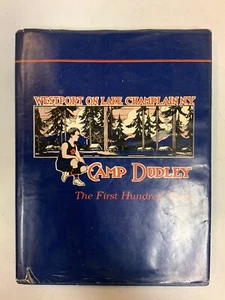 WESTPORT ON LAKE CHAMPLAIN N.Y.
CAMP DUDLEY
The First Hundred